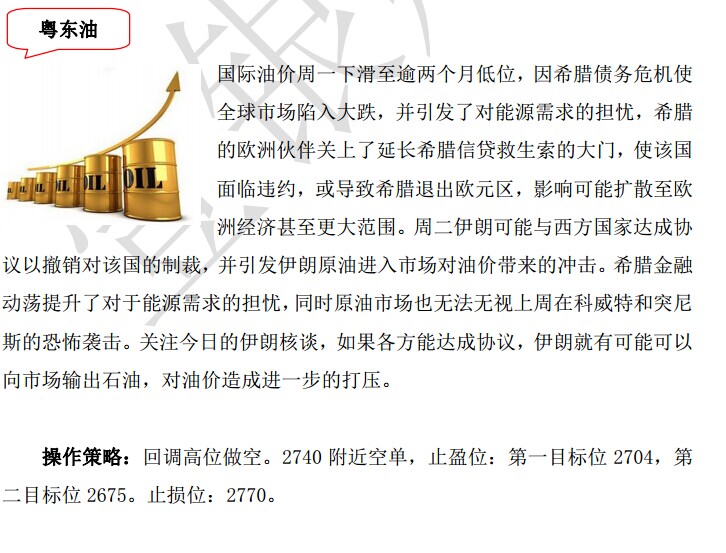 粤东油
国际油价周一下滑至逾两个月低位，因希腊债务危机使
全球市场陷入大跌，并引发了对能源需求的担忧，希腊
的欧洲伙伴关上了延长希腊信贷救生索的大门，使该国
面临违约，或导致希腊退出欧元区，影响可能扩散至欧
洲经济甚至更大范围。周二伊朗可能与西方国家达成协
议以撤销对该国的制裁，并引发伊朗原油进入市场对油价带来的冲击。希腊金融
动荡提升了对于能源需求的担忧，同时原油市场也无法无视上周在科威特和突尼
斯的恐怖袭击。关注今日的伊朗核谈，如果各方能达成协议，伊朗就有可能可以
向市场输出石油，对油价造成进一步的打压。
OIL OIL OIL
操作策略：回调高位做空。2740 附近空单，止盈位：第一目标位 2704，第
二目标位 2675。止损位：2770。